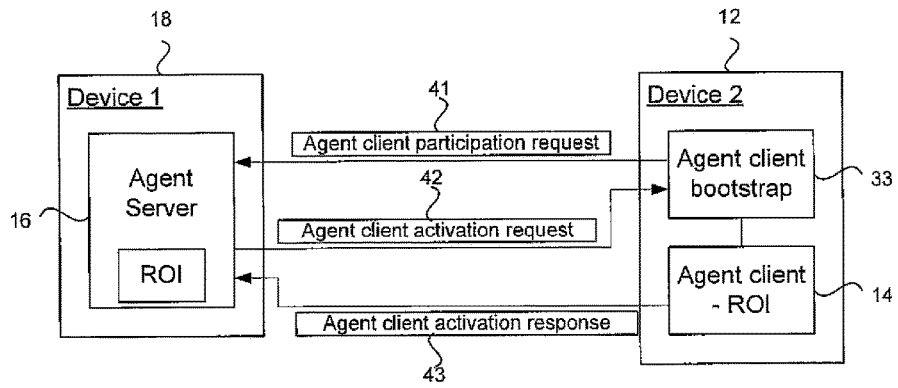 18
12
Device 1
41
Device 2
Agent client participation request
Agent client
bootstrap
33
Agent
Server
16
42
Agent client activation request
ROI
Agent client
- ROI
14
Agent client activation response
43